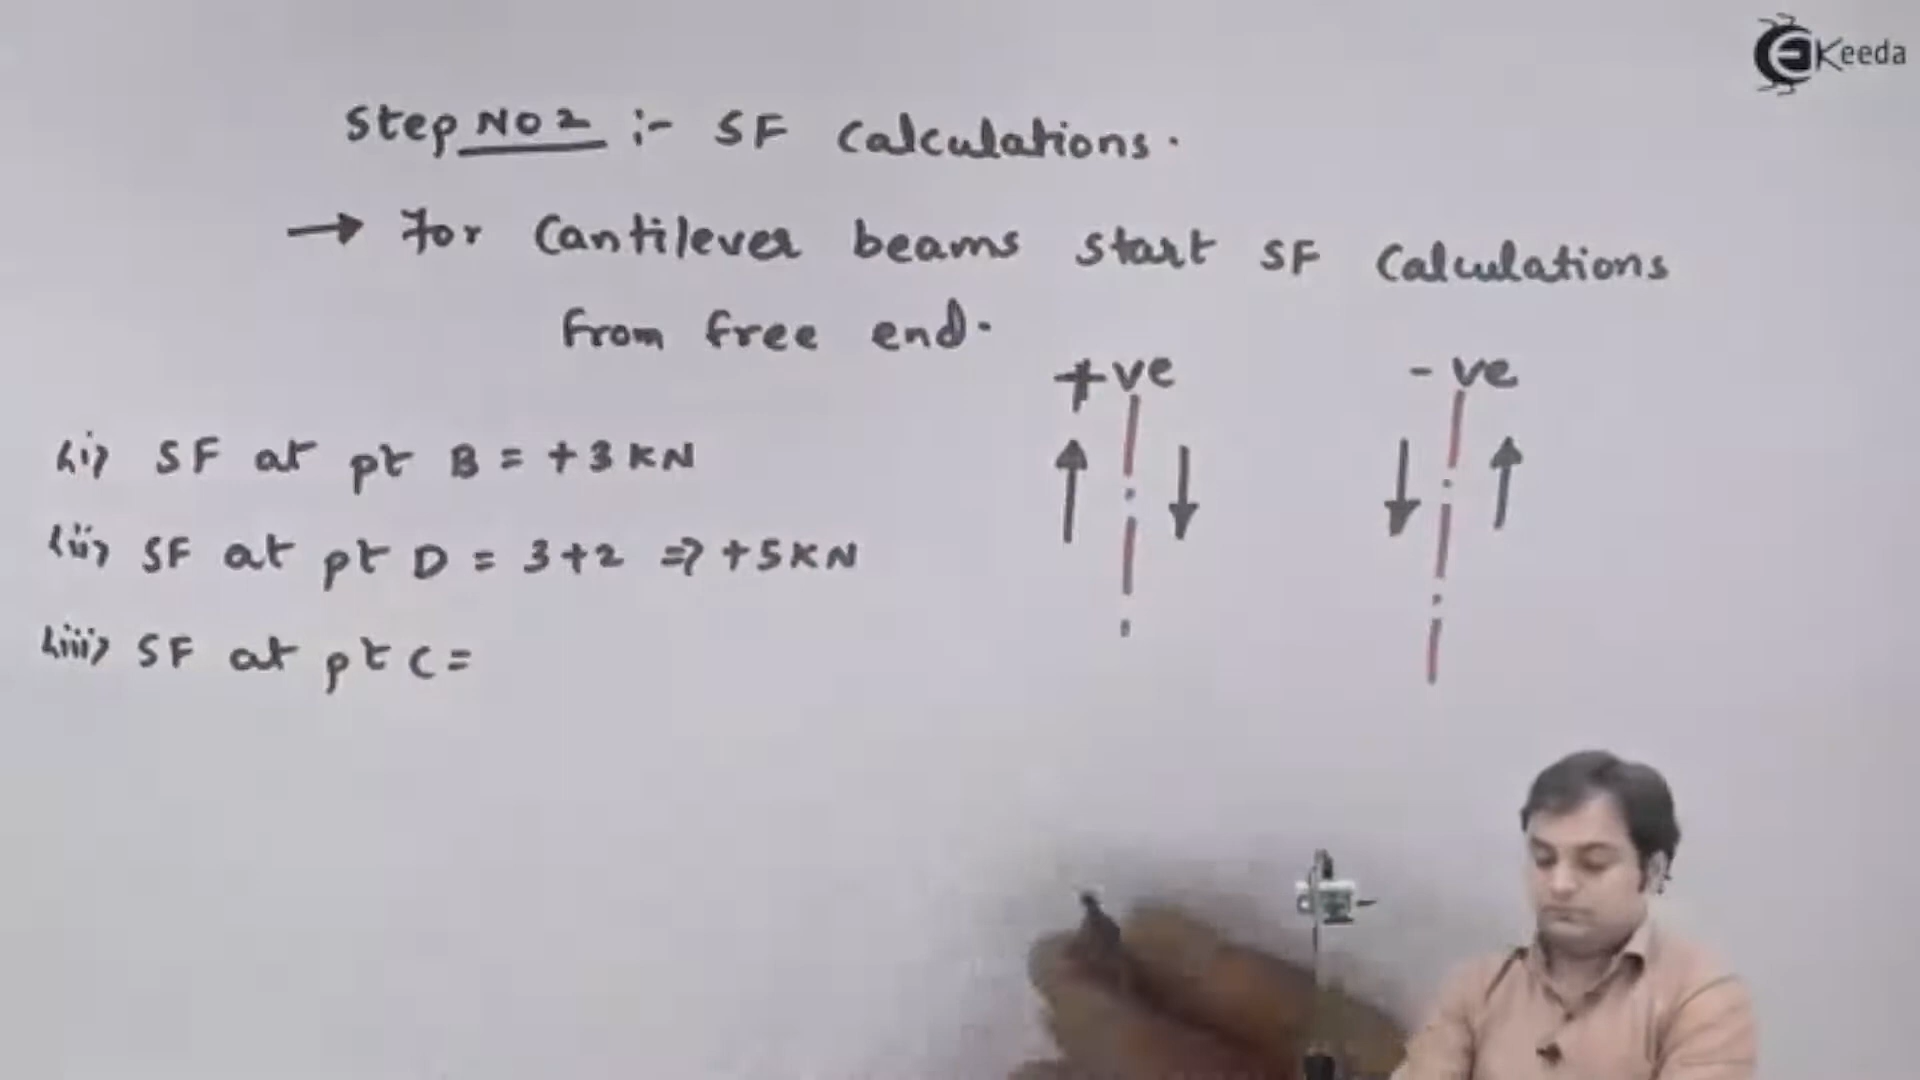 Keeda
Step NO 2 :- SF Calculations.
→ For Cantilever beams start SF Calculations
from free end.
+ve - ve
(i) SF at pt B = +3 KN
(ii) SF at pt D = 3+2 => +5 KN
(iii) SF at pt C =